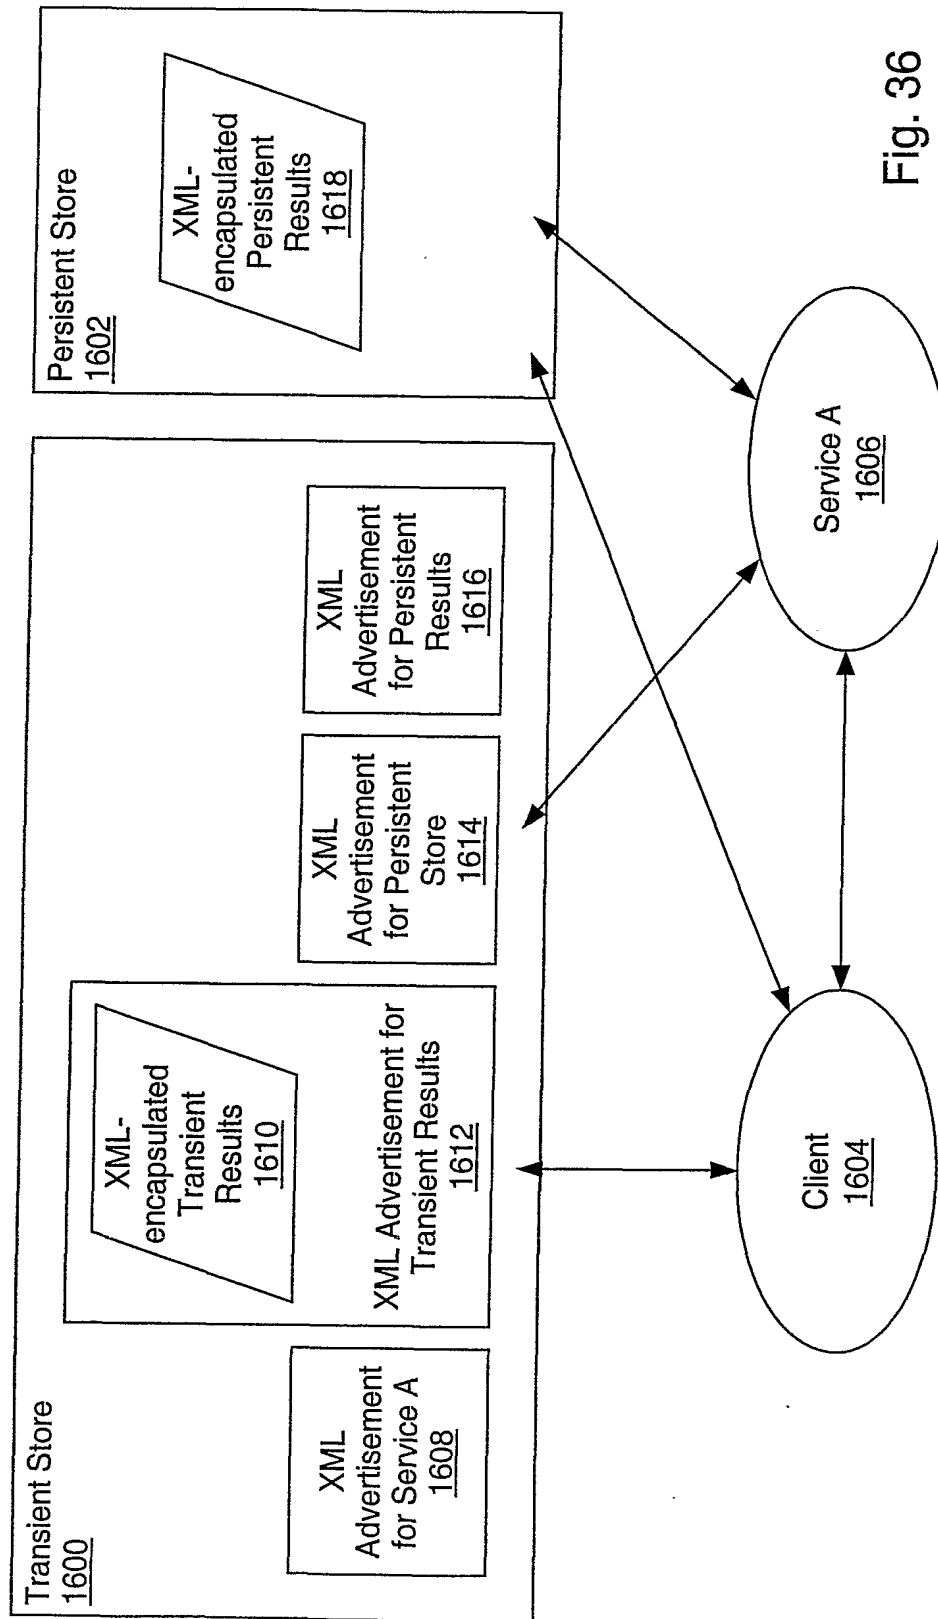 Transient Store
1600
XML
Advertisement
for Service A
1608
XML-
encapsulated
Transient
Results
1610
XML Advertisement for
Transient Results
1612
XML
Advertisement
for Persistent
Store
1614
XML
Advertisement
for Persistent
Results
1616
Persistent Store
1602
XML-
encapsulated
Persistent
Results
1618
Client
1604
Service A
1606
Fig. 36